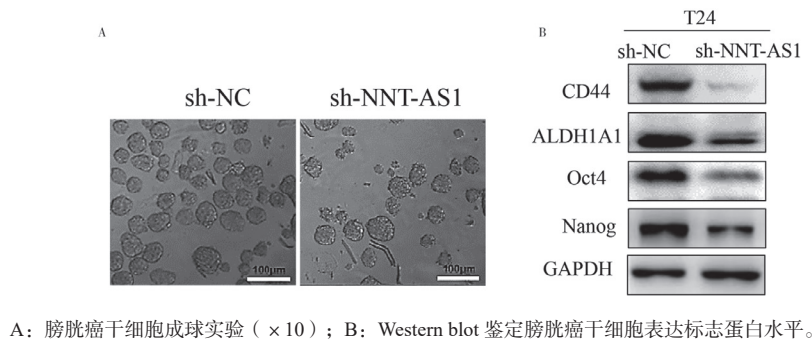 A
B
T24
sh-NC
sh-NNT-AS1
sh-NC sh-NNT-AS1
CD44
ALDH1A1
Oct4
Nanog
GAPDH
100μm
100μm
A：膀胱癌干细胞成球实验（×10）；B：Western blot 鉴定膀胱癌干细胞表达标志蛋白水平。